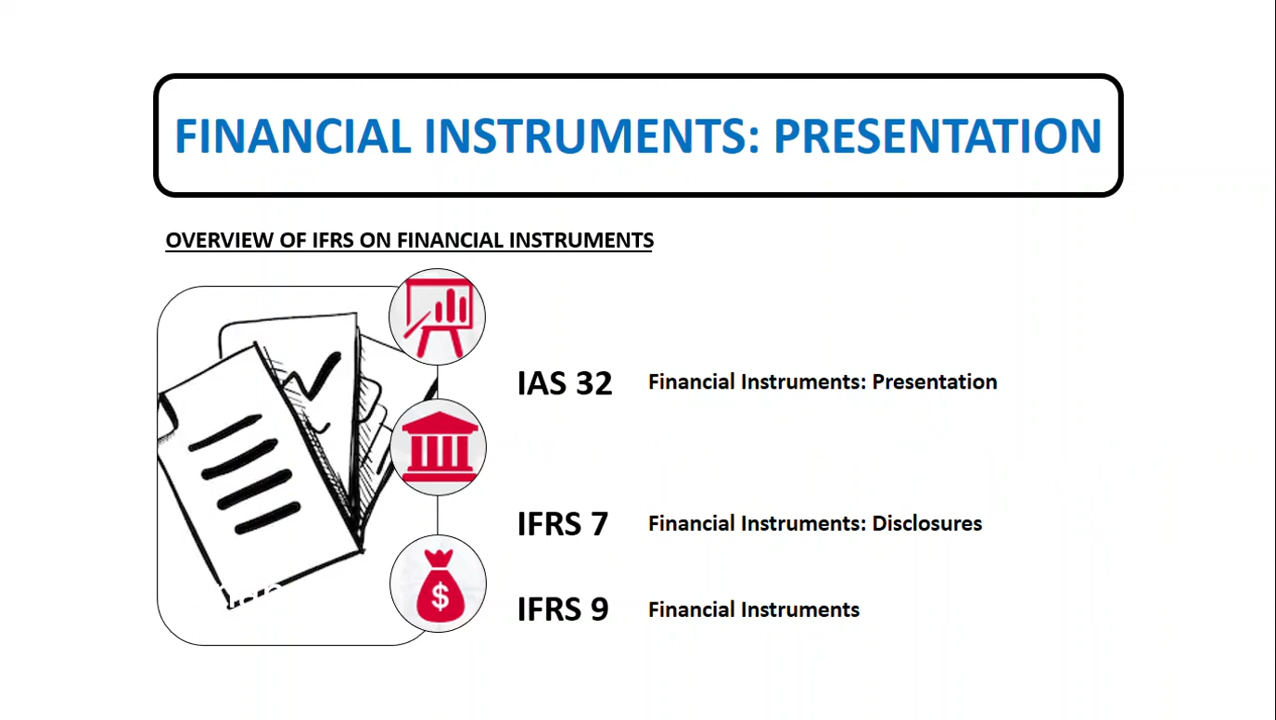 FINANCIAL INSTRUMENTS: PRESENTATION
OVERVIEW OF IFRS ON FINANCIAL INSTRUMENTS
IAS 32 Financial Instruments: Presentation
IFRS 7 Financial Instruments: Disclosures
IFRS 9 Financial Instruments
$